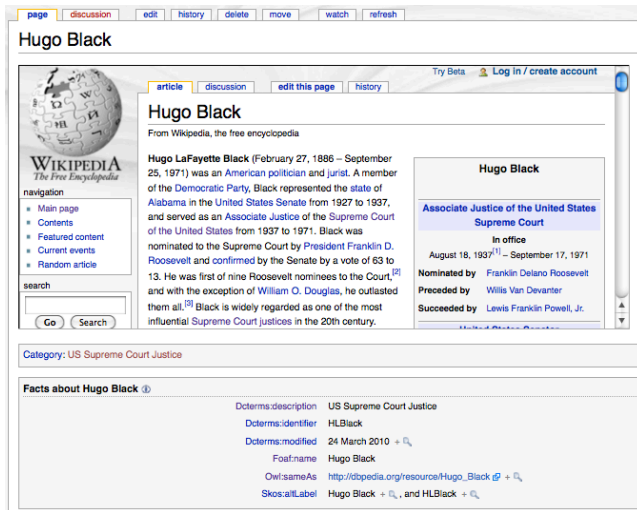 page discussion edit history delete move watch refresh
Hugo Black
Try Beta Log in / create account
article discussion edit this page history
Hugo Black
From Wikipedia, the free encyclopedia
WIKIPEDIA
The Free Encyclopedia
navigation
Main page
Contents
Featured content
Current events
Random article
search
Go Search
Hugo LaFayette Black (February 27, 1886 – September
25, 1971) was an American politician and jurist. A member
of the Democratic Party, Black represented the state of
Alabama in the United States Senate from 1927 to 1937,
and served as an Associate Justice of the Supreme Court
of the United States from 1937 to 1971. Black was
nominated to the Supreme Court by President Franklin D.
Roosevelt and confirmed by the Senate by a vote of 63 to
13. He was first of nine Roosevelt nominees to the Court,[2]
and with the exception of William O. Douglas, he outlasted
them all.[3] Black is widely regarded as one of the most
influential Supreme Court justices in the 20th century.
Hugo Black
Associate Justice of the United States
Supreme Court
In office
August 18, 1937[1] – September 17, 1971
Nominated by Franklin Delano Roosevelt
Preceded by Willis Van Devanter
Succeeded by Lewis Franklin Powell, Jr.
United States Senator
Category: US Supreme Court Justice
Facts about Hugo Black
Dcterms:description US Supreme Court Justice
Dcterms:identifier HLBlack
Dcterms:modified 24 March 2010 +
Foaf:name Hugo Black
Owl:sameAs http://dbpedia.org/resource/Hugo_Black +
Skos:altLabel Hugo Black + , and HLBlack +